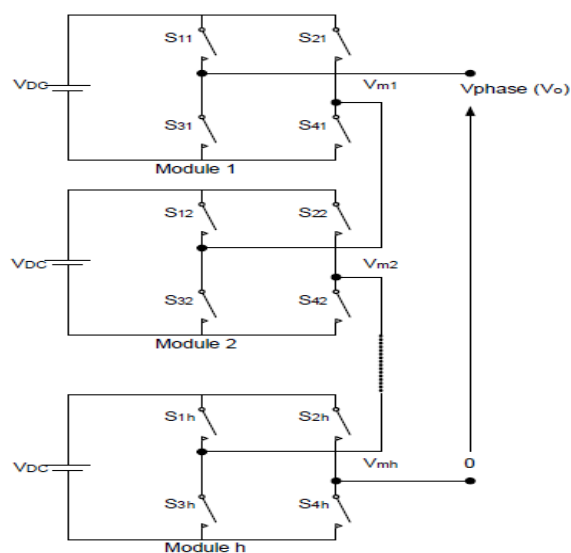 S11 S21
VDC Vm1 Vphase (Vo)
S31 S41
Module 1
S12 S22
VDC Vm2
S32 S42
Module 2
S1h S2h
VDC Vmh 0
S3h S4h
Module h